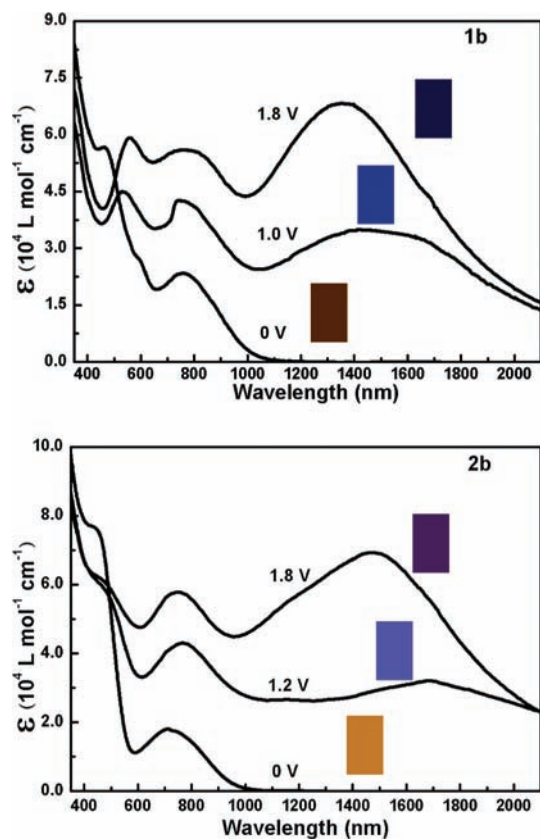 9.0
1b
7.5
1.8 V
6.0
4.5
1.0 V
3.0
1.5
0 V
0.0
ε (10⁴ L mol⁻¹ cm⁻¹)
400 600 800 1000 1200 1400 1600 1800 2000
Wavelength (nm)
10.0
2b
8.0
1.8 V
6.0
4.0
1.2 V
2.0
0 V
0.0
ε (10⁴ L mol⁻¹ cm⁻¹)
400 600 800 1000 1200 1400 1600 1800 2000
Wavelength (nm)